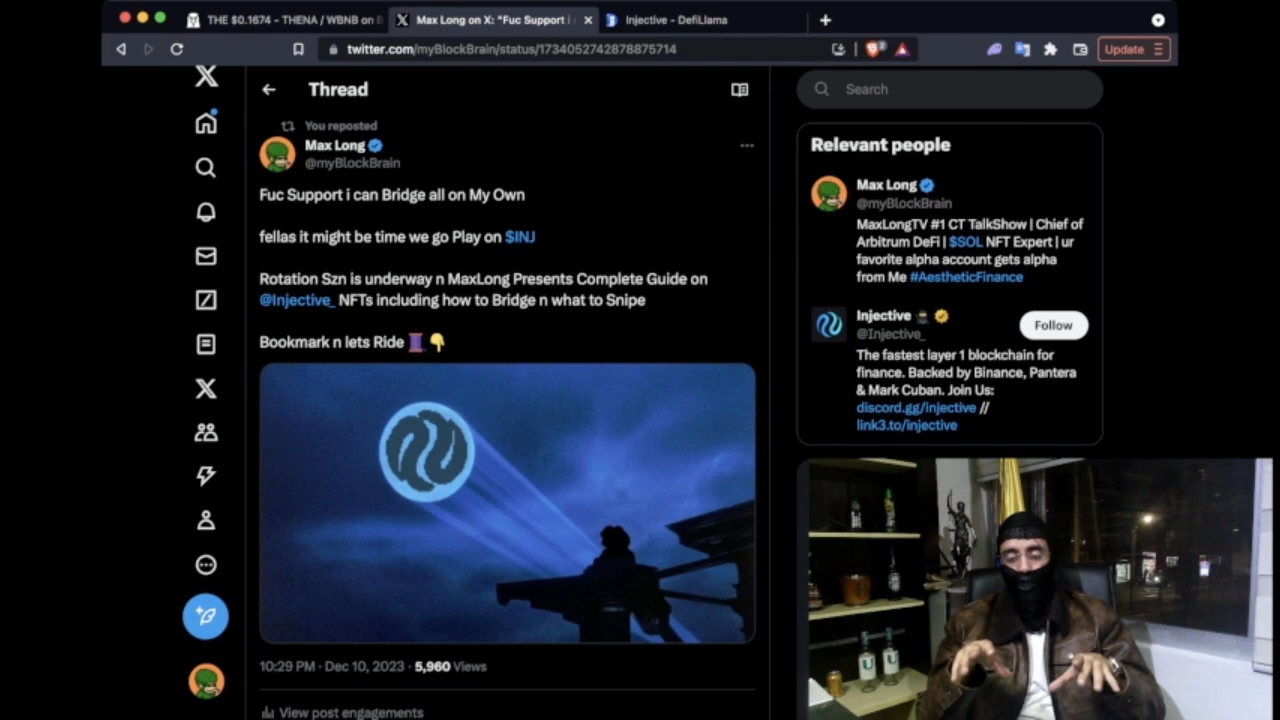 THE $0.1674 - THENA / WBNB on B
Max Long on X: "Fuc Support i
Injective - DefiLlama
twitter.com/myBlockBrain/status/1734052742878875714
Update
Thread
Search
You reposted
Max Long
@myBlockBrain
Fuc Support i can Bridge all on My Own
fellas it might be time we go Play on $INJ
Rotation Szn is underway n MaxLong Presents Complete Guide on
@Injective_ NFTs including how to Bridge n what to Snipe
Bookmark n lets Ride 🧵👇
10:29 PM · Dec 10, 2023 · 5,960 Views
View post engagements
Relevant people
Max Long
@myBlockBrain
MaxLongTV #1 CT TalkShow | Chief of
Arbitrum DeFi | $SOL NFT Expert | ur
favorite alpha account gets alpha
from Me #AestheticFinance
Injective 🥷
@Injective_
Follow
The fastest layer 1 blockchain for
finance. Backed by Binance, Pantera
& Mark Cuban. Join Us:
discord.gg/injective //
link3.to/injective